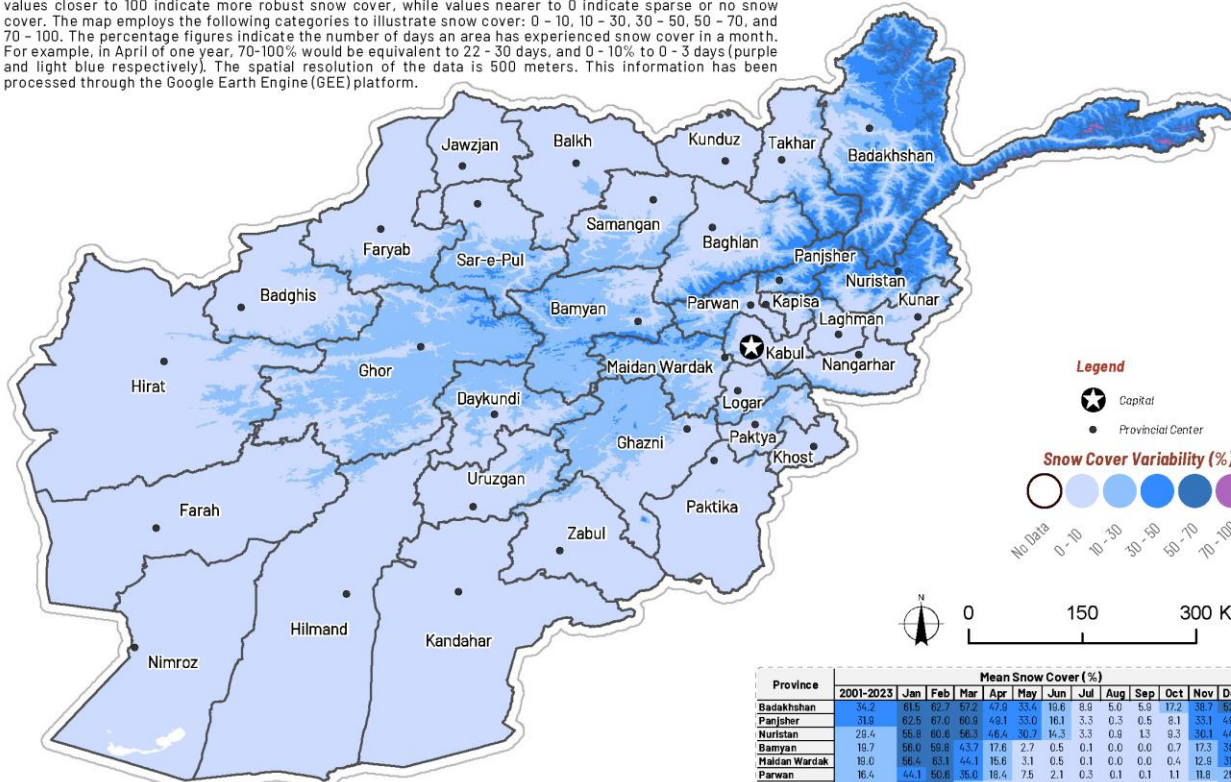 values closer to 100 indicate more robust snow cover, while values nearer to 0 indicate sparse or no snow
cover. The map employs the following categories to illustrate snow cover: 0 - 10, 10 - 30, 30 - 50, 50 - 70, and
70 - 100. The percentage figures indicate the number of days an area has experienced snow cover in a month.
For example, in April of one year, 70-100% would be equivalent to 22 - 30 days, and 0 - 10% to 0 - 3 days (purple
and light blue respectively). The spatial resolution of the data is 500 meters. This information has been
processed through the Google Earth Engine (GEE) platform.
Jawzjan
Balkh
Kunduz
Takhar
Badakhshan
Faryab
Sar-e-Pul
Samangan
Baghlan
Panjsher
Badghis
Bamyan
Parwan
Kapisa
Nuristan
Kunar
Laghman
Hirat
Ghor
Maidan Wardak
Kabul
Nangarhar
Daykundi
Logar
Ghazni
Paktya
Khost
Uruzgan
Farah
Zabul
Paktika
Hilmand
Kandahar
Nimroz
Legend
Capital
Provincial Center
Snow Cover Variability (%)
No Data
0 - 10
10 - 30
30 - 50
50 - 70
70 - 100
N
0 150 300 K
Province Mean Snow Cover (%)
2001-2023 Jan Feb Mar Apr May Jun Jul Aug Sep Oct Nov D
Badakhshan 34.2 61.5 62.7 57.2 47.9 33.4 19.6 8.9 5.0 5.9 17.2 38.7
Panjsher 31.9 62.5 67.0 60.9 49.1 33.0 16.1 3.3 0.3 0.5 8.1 33.1
Nuristan 29.4 55.8 60.6 56.3 46.4 30.7 14.3 3.3 0.9 1.3 9.3 30.1
Bamyan 19.7 56.0 59.8 43.7 17.6 2.7 0.5 0.1 0.0 0.0 0.7 17.3
Maidan Wardak 19.0 56.4 63.1 44.1 15.6 3.1 0.5 0.1 0.0 0.0 0.4 12.9
Parwan 16.4 44.1 50.6 35.0 18.4 7.5 2.1 0.3 0.1 0.1 1.1 11.9